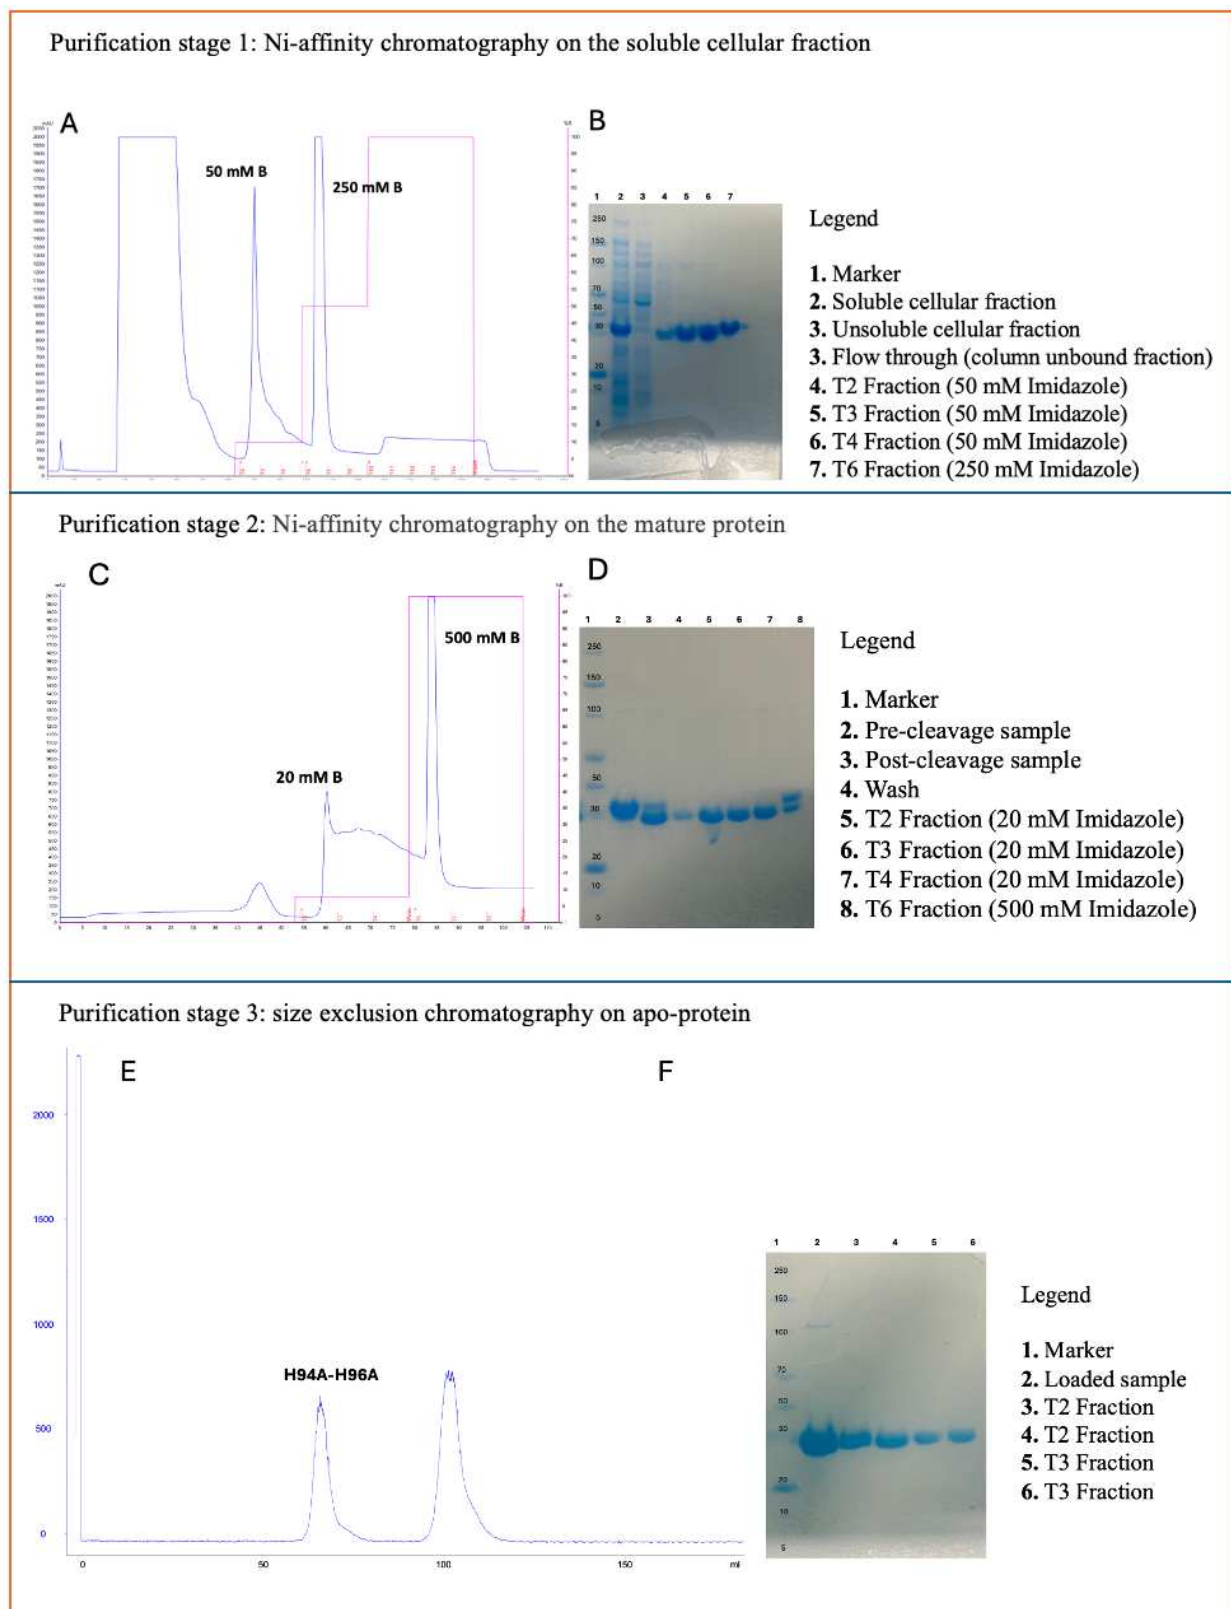 Purification stage 1: Ni-affinity chromatography on the soluble cellular fraction
A
50 mM B
250 mM B
B
1 2 3 4 5 6 7
250
150
100
70
50
30
20
10
5
Legend
1. Marker
2. Soluble cellular fraction
3. Unsoluble cellular fraction
3. Flow through (column unbound fraction)
4. T2 Fraction (50 mM Imidazole)
5. T3 Fraction (50 mM Imidazole)
6. T4 Fraction (50 mM Imidazole)
7. T6 Fraction (250 mM Imidazole)
Purification stage 2: Ni-affinity chromatography on the mature protein
C
20 mM B
500 mM B
D
1 2 3 4 5 6 7 8
250
150
100
50
30
20
10
5
Legend
1. Marker
2. Pre-cleavage sample
3. Post-cleavage sample
4. Wash
5. T2 Fraction (20 mM Imidazole)
6. T3 Fraction (20 mM Imidazole)
7. T4 Fraction (20 mM Imidazole)
8. T6 Fraction (500 mM Imidazole)
Purification stage 3: size exclusion chromatography on apo-protein
E
2000
1500
1000
500
0
H94A-H96A
0 50 100 150 ml
F
1 2 3 4 5 6
250
150
100
70
50
30
20
10
5
Legend
1. Marker
2. Loaded sample
3. T2 Fraction
4. T2 Fraction
5. T3 Fraction
6. T3 Fraction